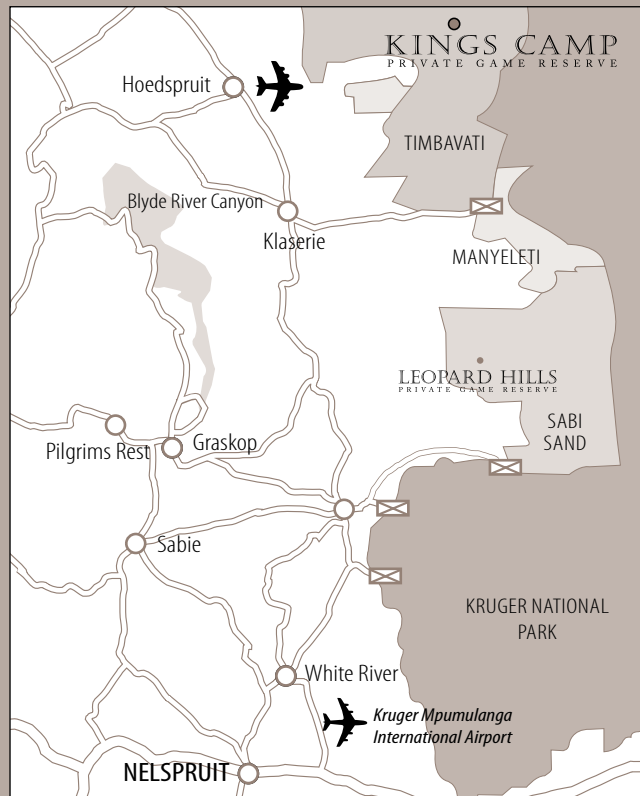 KINGS CAMP
PRIVATE GAME RESERVE
Hoedspruit
TIMBAVATI
Blyde River Canyon
Klaserie
MANYELETI
LEOPARD HILLS
PRIVATE GAME RESERVE
SABI
SAND
Pilgrims Rest
Graskop
Sabie
KRUGER NATIONAL
PARK
White River
Kruger Mpumulanga
International Airport
NELSPRUIT